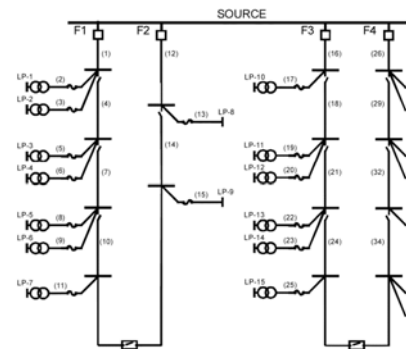 SOURCE
F1 F2 F3 F4
(1) (12) (16) (26)
LP-1 (2) LP-10 (17)
LP-2 (3) (4) (13) LP-8 (18) (29)
LP-3 (5) (14) LP-11 (19)
LP-4 (6) (7) LP-12 (20) (21) (32)
(15) LP-9
LP-5 (8) LP-13 (22)
LP-6 (9) (10) LP-14 (23) (24) (34)
LP-7 (11) LP-15 (25)